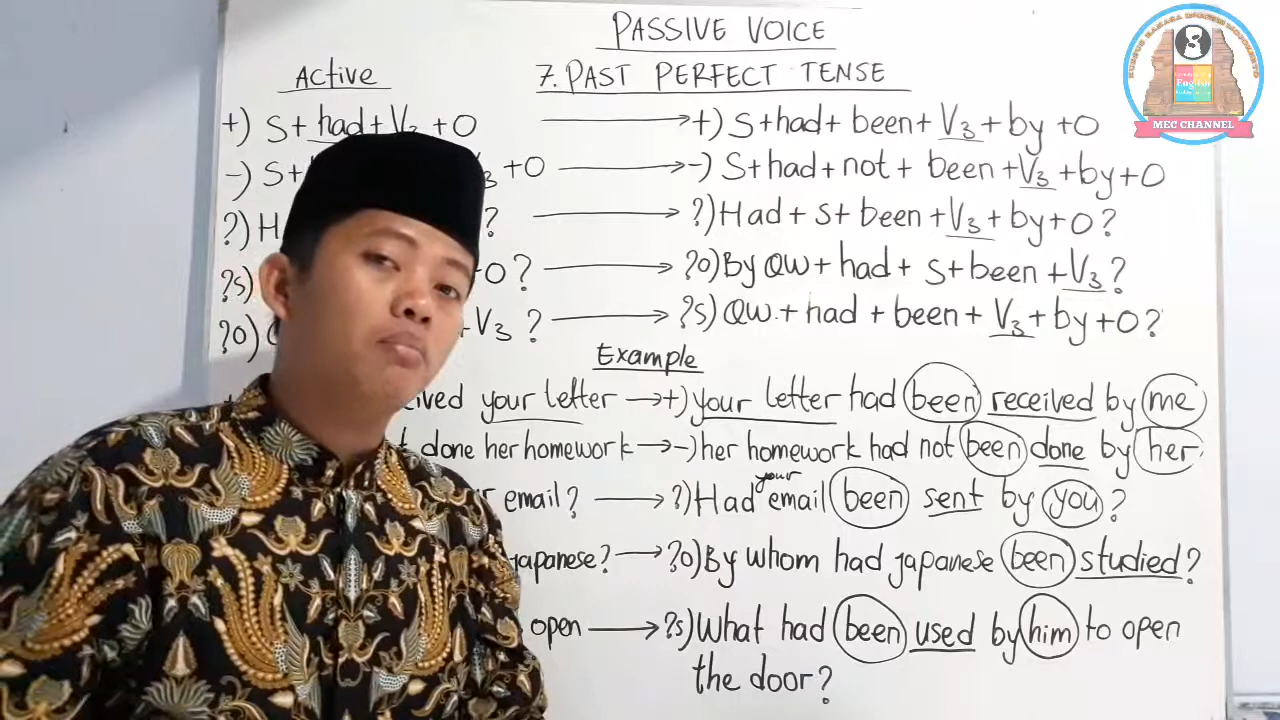 PASSIVE VOICE
Active
7. PAST PERFECT TENSE
+) S + had + V3 + O → +) S + had + been + V3 + by + O
-) S + +O → -) S + had + not + been + V3 + by + O
?) H ? → ?) Had + S + been + V3 + by + O?
?S) O? → ?O) By QW + had + S + been + V3?
?O) +V3 ? → ?S) QW + had + been + V3 + by + O?
Example
your letter → +) your letter had been received by me
done her homework → -) her homework had not been done by her.
email? → ?) Had your email been sent by you?
japanese? → ?O) By whom had japanese been studied?
open → ?S) What had been used by him to open
the door?
English
MEC CHANNEL